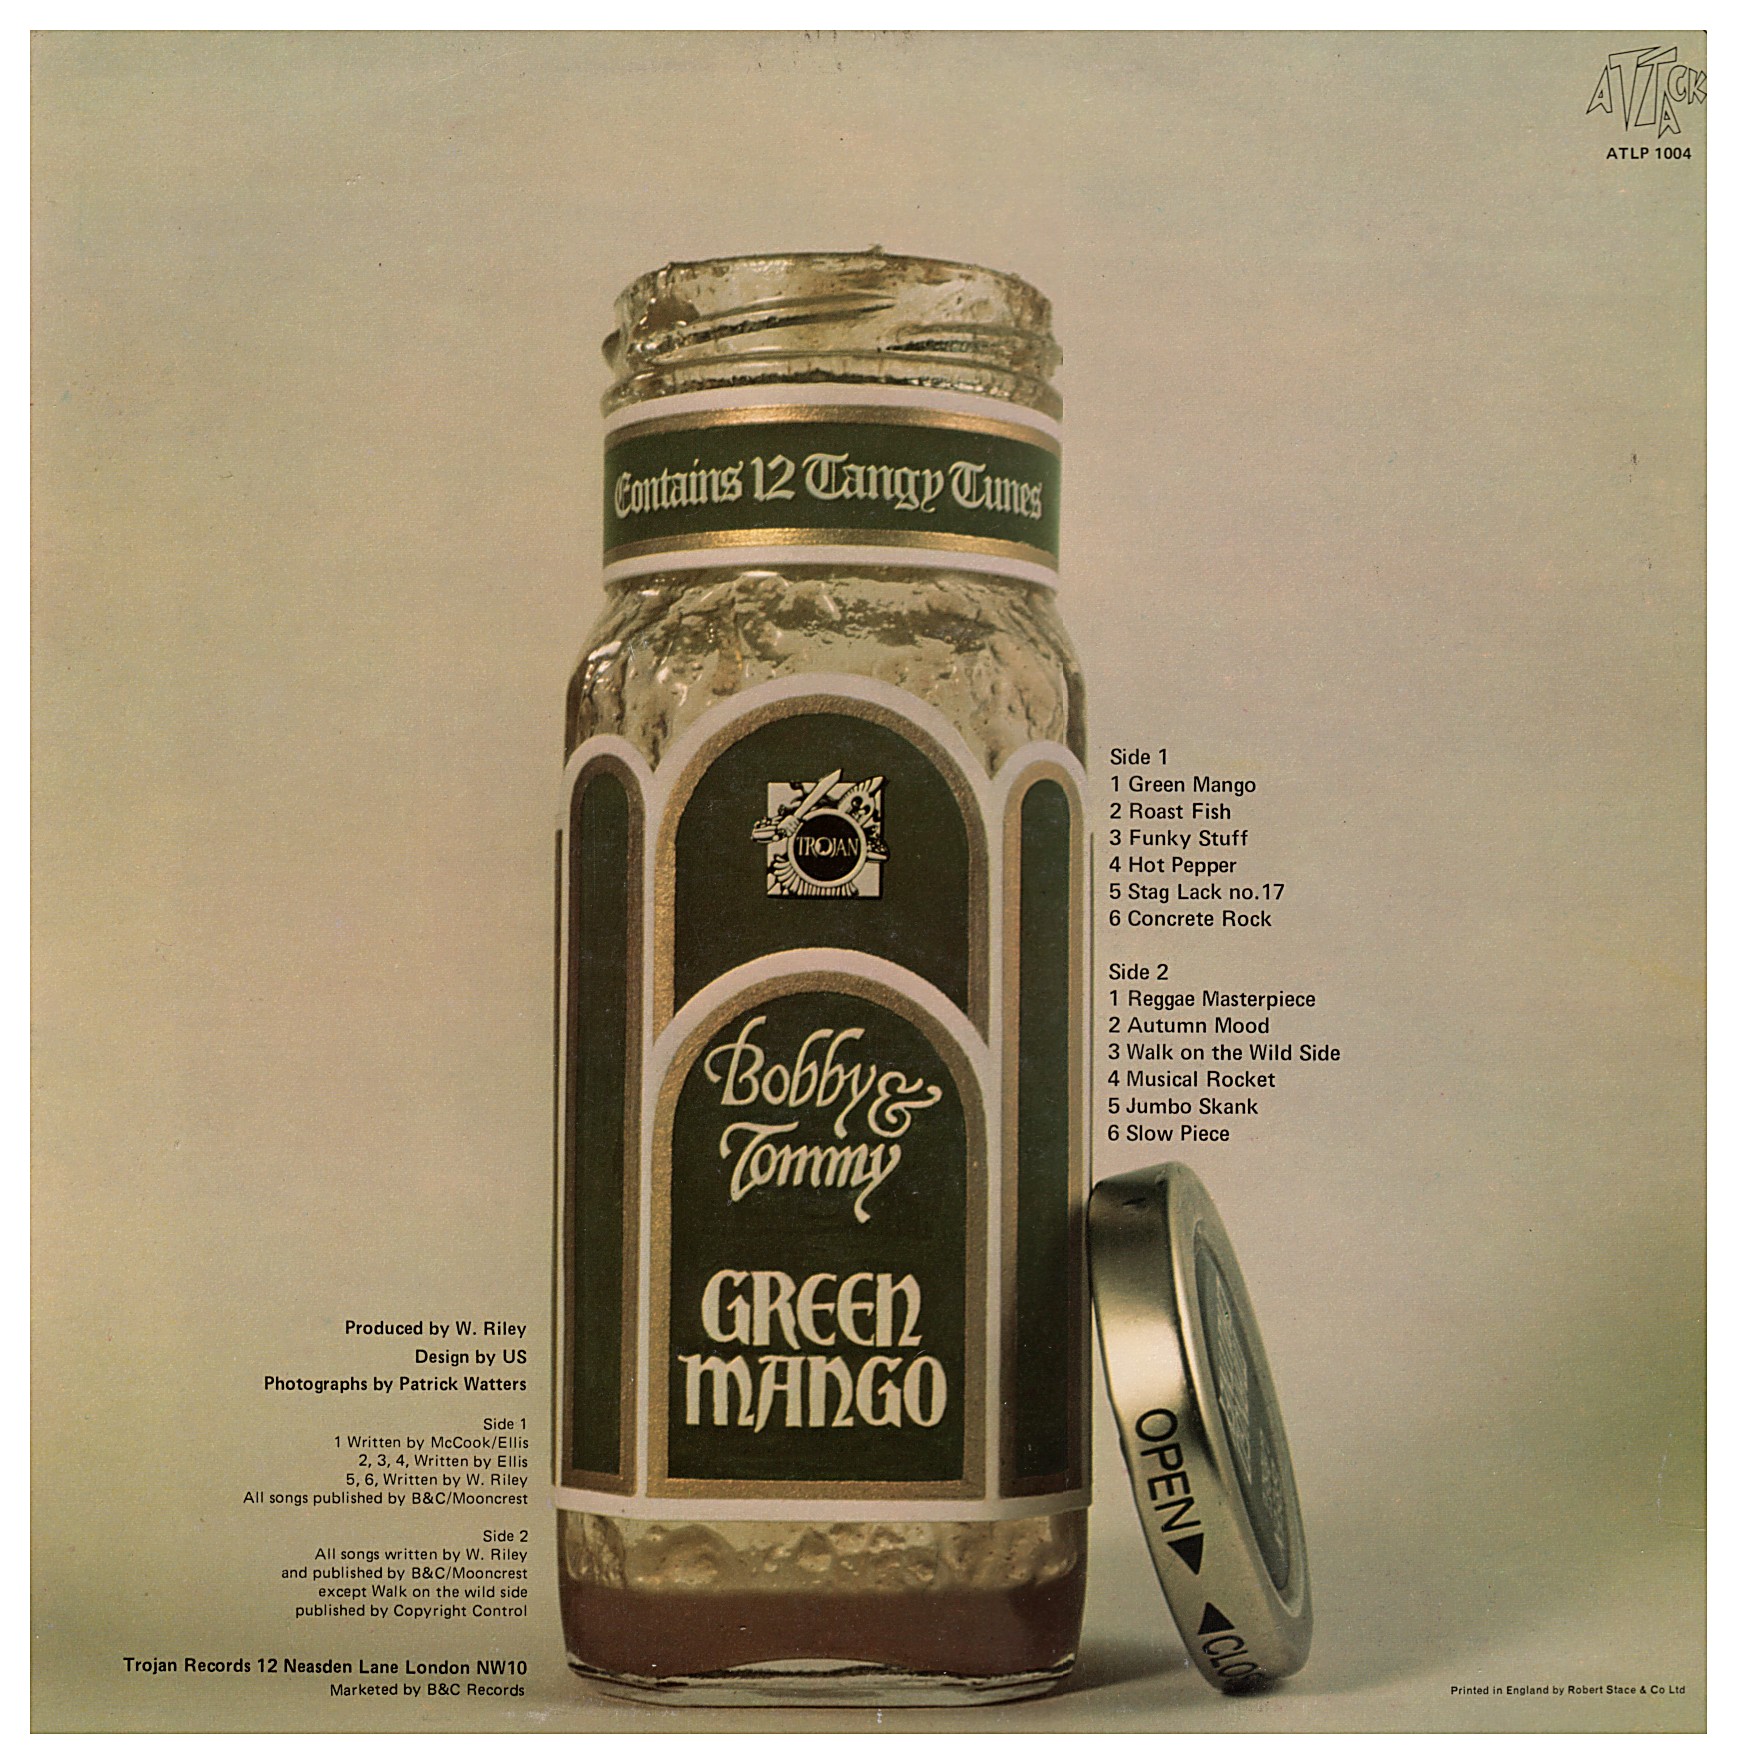 ATTACK
ATLP 1004
Contains 12 Tangy Tunes
TROJAN
Bobby &
Tommy
GREEN
MANGO
Side 1
1 Green Mango
2 Roast Fish
3 Funky Stuff
4 Hot Pepper
5 Stag Lack no.17
6 Concrete Rock
Side 2
1 Reggae Masterpiece
2 Autumn Mood
3 Walk on the Wild Side
4 Musical Rocket
5 Jumbo Skank
6 Slow Piece
OPEN
Produced by W. Riley
Design by US
Photographs by Patrick Watters
Side 1
1 Written by McCook/Ellis
2, 3, 4, Written by Ellis
5, 6, Written by W. Riley
All songs published by B&C/Mooncrest
Side 2
All songs written by W. Riley
and published by B&C/Mooncrest
except Walk on the wild side
published by Copyright Control
Trojan Records 12 Neasden Lane London NW10
Marketed by B&C Records
Printed in England by Robert Stace & Co Ltd